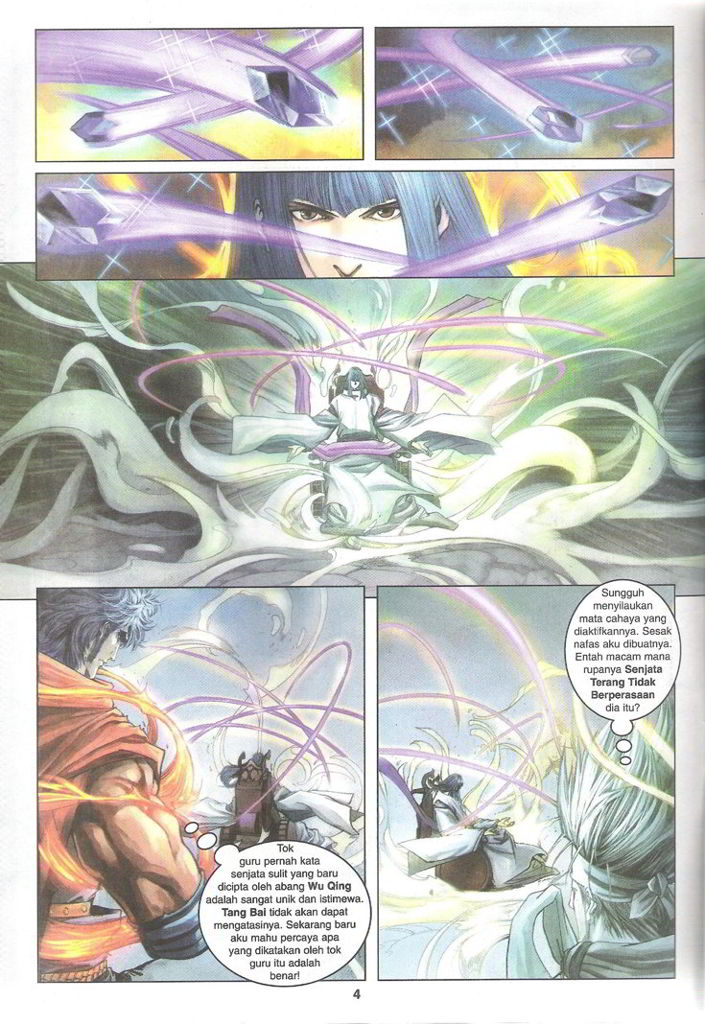 Tok
guru pernah kata
senjata sulit yang baru
dicipta oleh abang Wu Qing
adalah sangat unik dan istimewa.
Tang Bai tidak akan dapat
mengatasinya. Sekarang baru
aku mahu percaya apa
yang dikatakan oleh tok
guru itu adalah
benar!
Sungguh
menyilaukan
mata cahaya yang
diaktifkannya. Sesak
nafas aku dibuatnya.
Entah macam mana
rupanya Senjata
Terang Tidak
Berperasaan
dia itu?
4